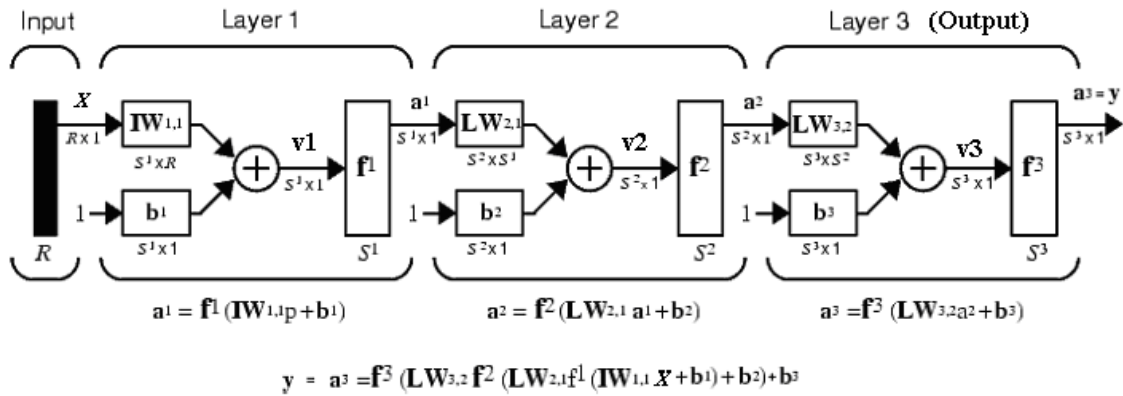 Input Layer 1 Layer 2 Layer 3 (Output)
X a¹ a² a³ = y
IW1,1 LW2,1 LW3,2
R x 1 v1 S¹ x 1 v2 S² x 1 v3 S³ x 1
S¹ x R S² x S¹ S³ x S²
+ + +
f¹ f² f³
S¹ x 1 S² x 1 S³ x 1
1 b¹ 1 b² 1 b³
S¹ x 1 S² x 1 S³ x 1
R S¹ S² S³
a¹ = f¹ (IW1,1p + b¹) a² = f² (LW2,1 a¹ + b²) a³ =f³ (LW3,2a² + b³)
y = a³ =f³ (LW3,2 f² (LW2,1f¹ (IW1,1 X + b¹) + b²) + b³